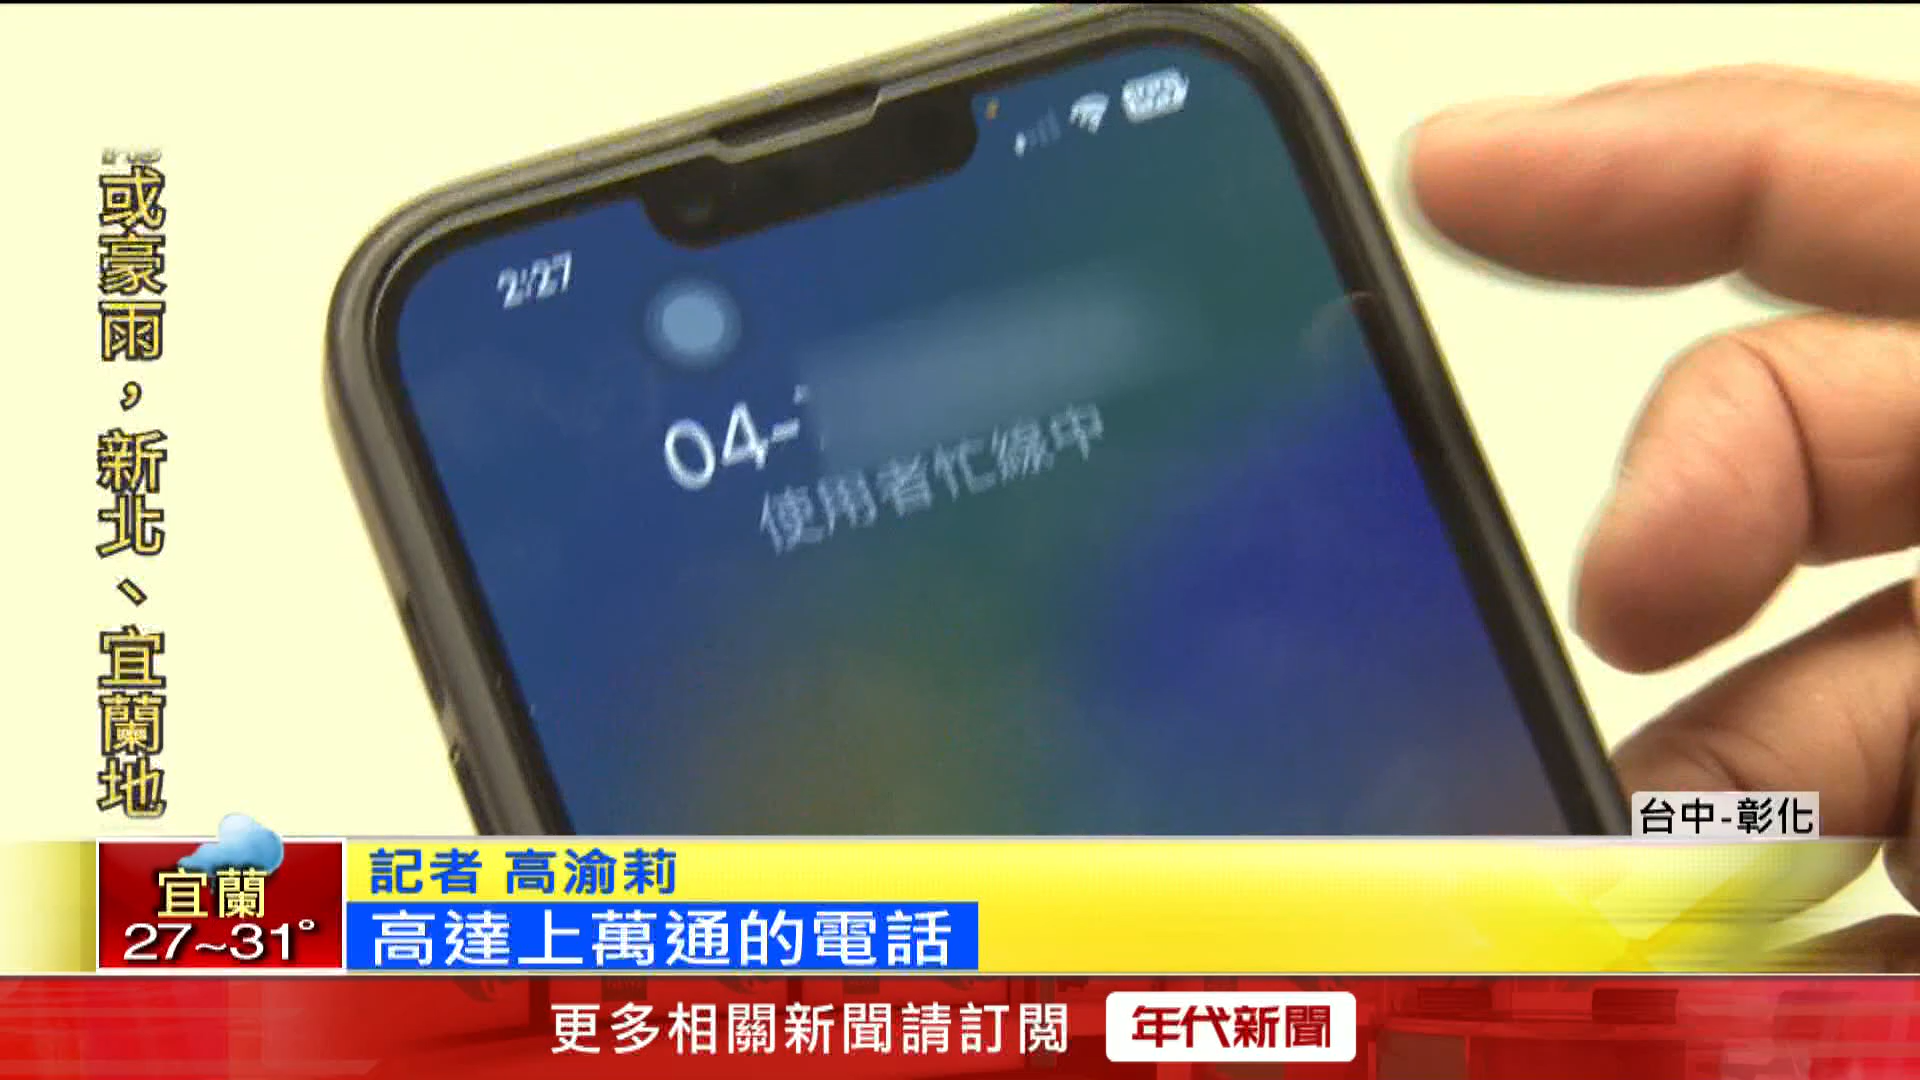 或豪雨，新北、宜蘭地
2:27
04-
使用者忙線中
台中-彰化
宜蘭
27~31°
記者 高渝莉
高達上萬通的電話
更多相關新聞請訂閱 年代新聞